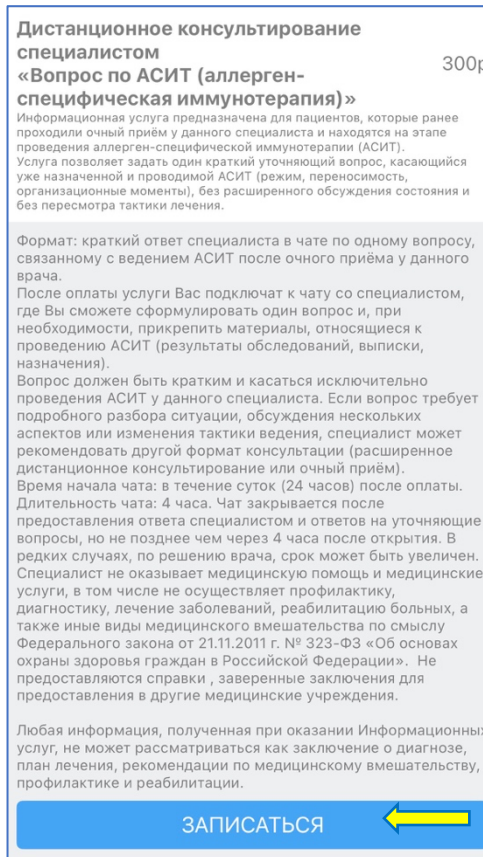 Дистанционное консультирование
специалистом
«Вопрос по АСИТ (аллерген-
специфическая иммунотерапия)»
300р
Информационная услуга предназначена для пациентов, которые ранее
проходили очный приём у данного специалиста и находятся на этапе
проведения аллерген-специфической иммунотерапии (АСИТ).
Услуга позволяет задать один краткий уточняющий вопрос, касающийся
уже назначенной и проводимой АСИТ (режим, переносимость,
организационные моменты), без расширенного обсуждения состояния и
без пересмотра тактики лечения.
Формат: краткий ответ специалиста в чате по одному вопросу,
связанному с ведением АСИТ после очного приёма у данного
врача.
После оплаты услуги Вас подключат к чату со специалистом,
где Вы сможете сформулировать один вопрос и, при
необходимости, прикрепить материалы, относящиеся к
проведению АСИТ (результаты обследований, выписки,
назначения).
Вопрос должен быть кратким и касаться исключительно
проведения АСИТ у данного специалиста. Если вопрос требует
подробного разбора ситуации, обсуждения нескольких
аспектов или изменения тактики ведения, специалист может
рекомендовать другой формат консультации (расширенное
дистанционное консультирование или очный приём).
Время начала чата: в течение суток (24 часов) после оплаты.
Длительность чата: 4 часа. Чат закрывается после
предоставления ответа специалистом и ответов на уточняющие
вопросы, но не позднее чем через 4 часа после открытия. В
редких случаях, по решению врача, срок может быть увеличен.
Специалист не оказывает медицинскую помощь и медицинские
услуги, в том числе не осуществляет профилактику,
диагностику, лечение заболеваний, реабилитацию больных, а
также иные виды медицинского вмешательства по смыслу
Федерального закона от 21.11.2011 г. № 323-ФЗ «Об основах
охраны здоровья граждан в Российской Федерации».  Не
предоставляются справки , заверенные заключения для
предоставления в другие медицинские учреждения.
Любая информация, полученная при оказании Информационных
услуг, не может рассматриваться как заключение о диагнозе,
план лечения, рекомендации по медицинскому вмешательству,
профилактике и реабилитации.
ЗАПИСАТЬСЯ